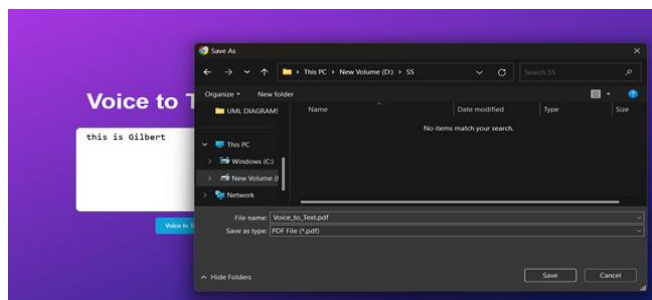 Save As
This PC › New Volume (D:) › SS
Search SS
Organize
New folder
Voice to T
this is Gilbert
Voice to T
UML DIAGRAMS
This PC
Windows (C:)
New Volume (
Network
Name
Date modified
Type
Size
No items match your search.
File name: Voice_to_Text.pdf
Save as type: PDF File (*.pdf)
Hide Folders
Save
Cancel